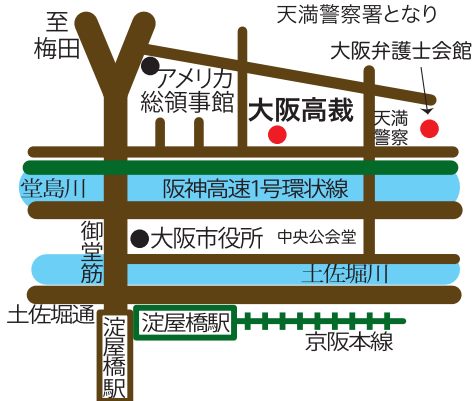 至
梅田
天満警察署となり
大阪弁護士会館
アメリカ
総領事館
大阪高裁
天満
警察
堂島川
阪神高速1号環状線
御堂筋
大阪市役所
中央公会堂
土佐堀川
土佐堀通
淀屋橋駅
淀屋橋駅
京阪本線